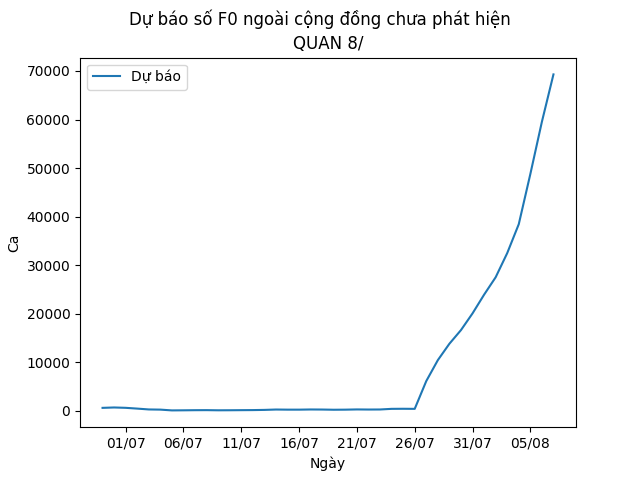 Dự báo số F0 ngoài cộng đồng chưa phát hiện
QUAN 8/
Dự báo
70000
60000
50000
40000
30000
20000
10000
0
Ca
01/07 06/07 11/07 16/07 21/07 26/07 31/07 05/08
Ngày